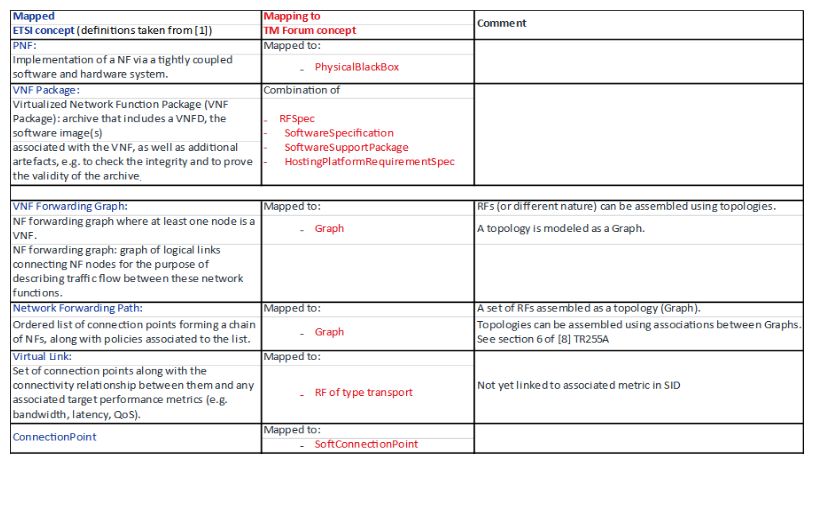 Mapped
ETSI concept (definitions taken from [1])
Mapping to
TM Forum concept
Comment
PNF:
Implementation of a NF via a tightly coupled
software and hardware system.
Mapped to:
- PhysicalBlackBox
VNF Package:
Virtualized Network Function Package (VNF
Package): archive that includes a VNFD, the
software image(s)
associated with the VNF, as well as additional
artefacts, e.g. to check the integrity and to prove
the validity of the archive.
Combination of
- RFSpec
- SoftwareSpecification
- SoftwareSupportPackage
- HostingPlatformRequirementSpec
VNF Forwarding Graph:
NF forwarding graph where at least one node is a
VNF.
NF forwarding graph: graph of logical links
connecting NF nodes for the purpose of
describing traffic flow between these network
functions.
Mapped to:
- Graph
RFs (or different nature) can be assembled using topologies.
A topology is modeled as a Graph.
Network Forwarding Path:
Ordered list of connection points forming a chain
of NFs, along with policies associated to the list.
Mapped to:
- Graph
A set of RFs assembled as a topology (Graph).
Topologies can be assembled using associations between Graphs.
See section 6 of [8] TR255A
Virtual Link:
Set of connection points along with the
connectivity relationship between them and any
associated target performance metrics (e.g.
bandwidth, latency, QoS).
Mapped to:
- RF of type transport
Not yet linked to associated metric in SID
ConnectionPoint
Mapped to:
- SoftConnectionPoint